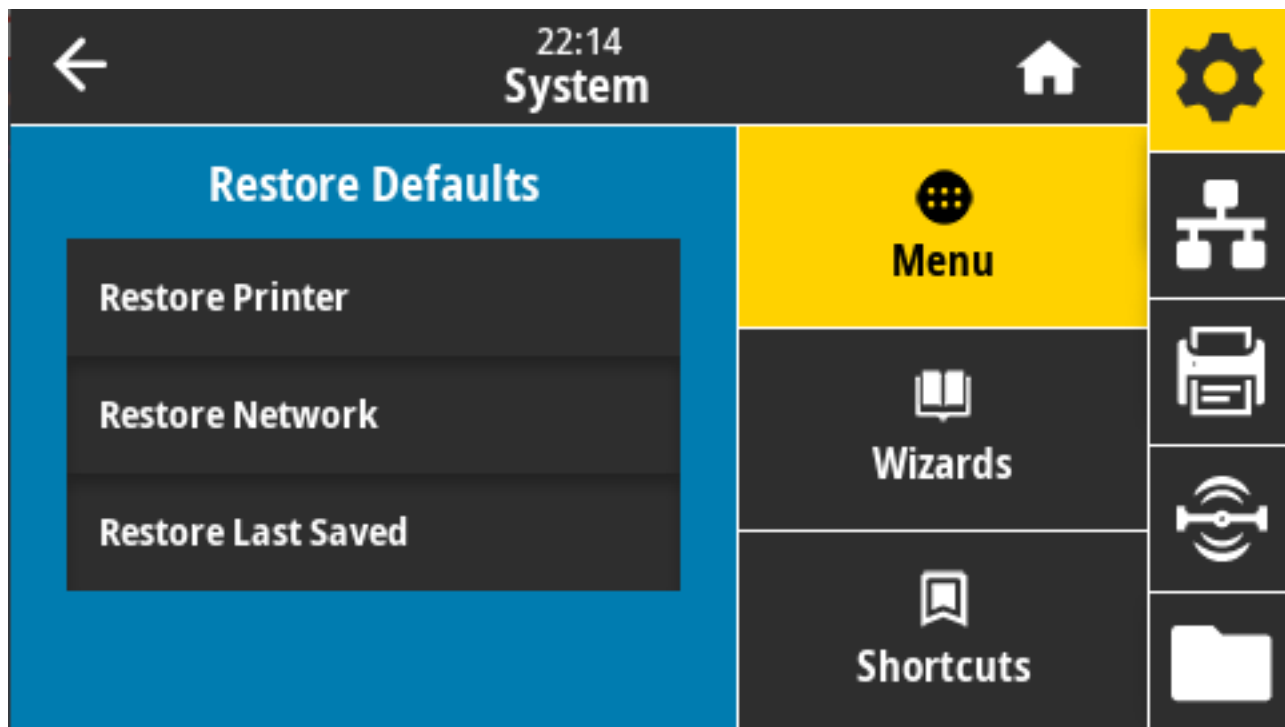 22:14
System
Restore Defaults
Restore Printer
Restore Network
Restore Last Saved
Menu
Wizards
Shortcuts